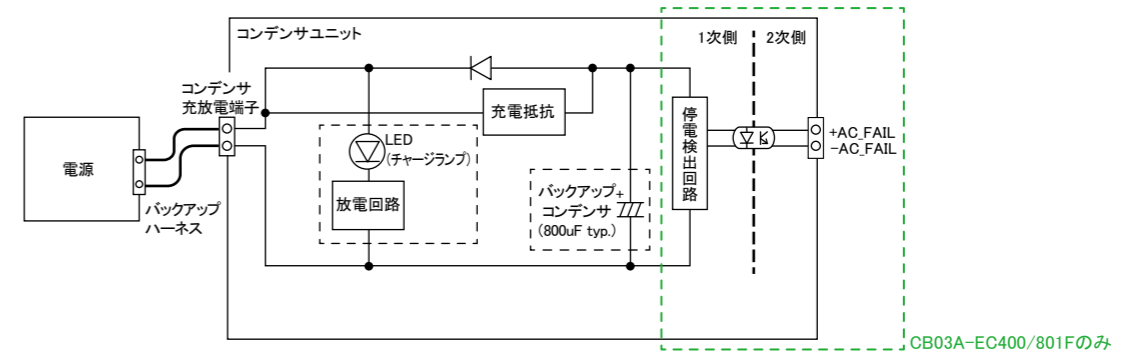 コンデンサユニット
1次側
2次側
コンデンサ
充放電端子
充電抵抗
停電検出回路
+AC_FAIL
-AC_FAIL
LED
(チャージランプ)
電源
バックアップ+
コンデンサ
(800uF typ.)
放電回路
バックアップ
ハーネス
CB03A-EC400/801Fのみ